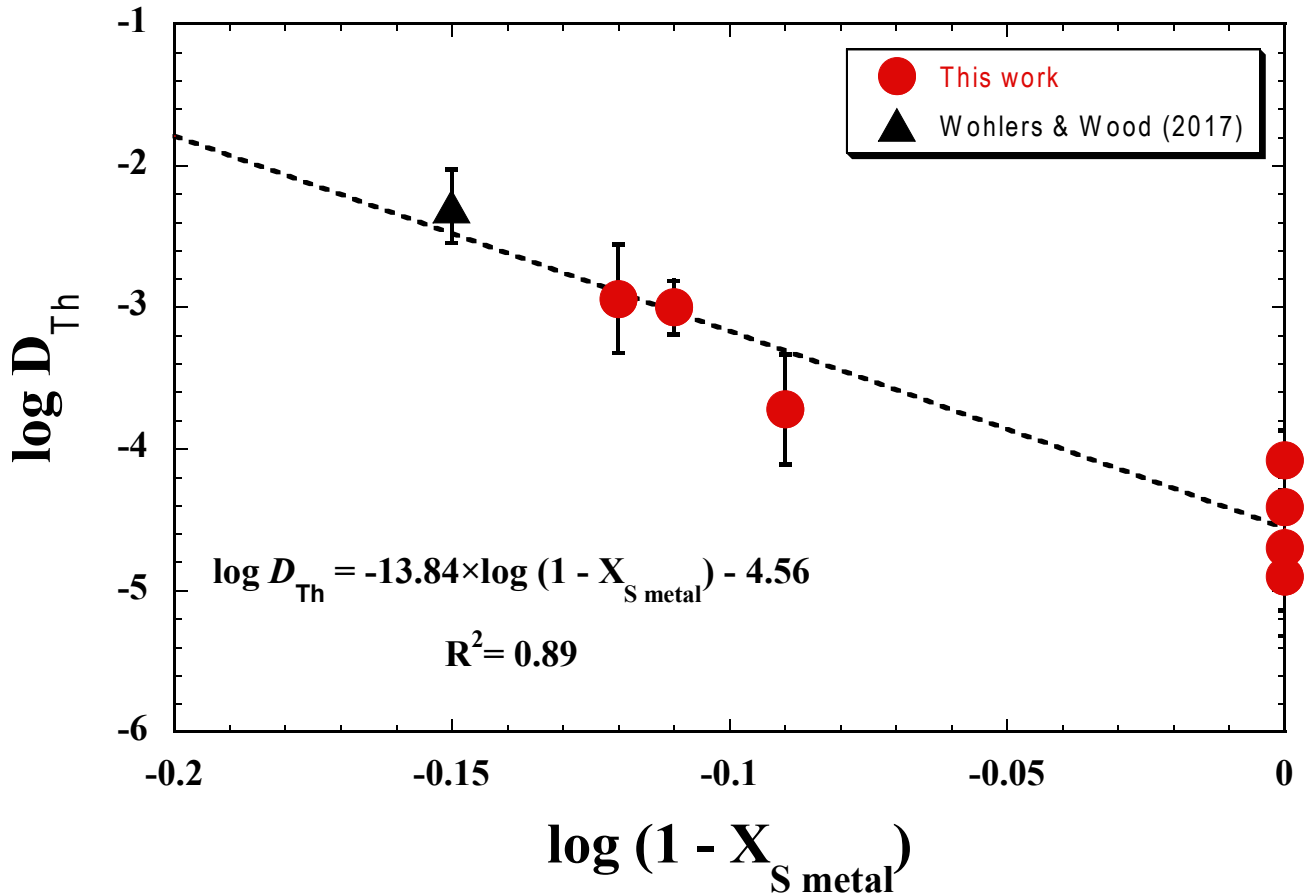 -1
-2
-3
-4
-5
-6
log D_Th
This work
Wohlers & Wood (2017)
log D_Th = -13.84×log (1 - X_S metal) - 4.56
R²= 0.89
-0.2 -0.15 -0.1 -0.05 0
log (1 - X_S metal)